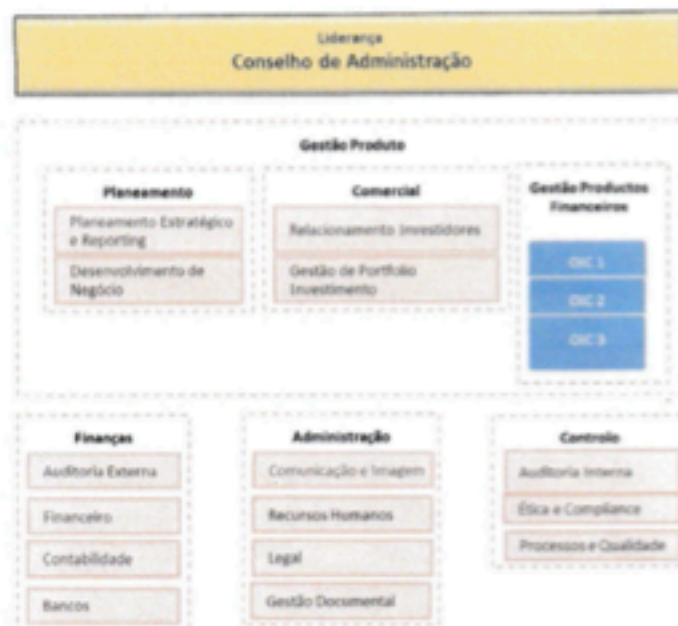 Liderança
Conselho de Administração
Gestão Produto
Planeamento
Planeamento Estratégico
e Reporting
Desenvolvimento de
Negócio
Comercial
Relacionamento Investidores
Gestão de Portfolio
Investimento
Gestão Productos
Financeiros
OIC 1
OIC 2
OIC 3
Finanças
Auditoria Externa
Financeiro
Contabilidade
Bancos
Administração
Comunicação e Imagem
Recursos Humanos
Legal
Gestão Documental
Controlo
Auditoria Interna
Ética e Compliance
Processos e Qualidade